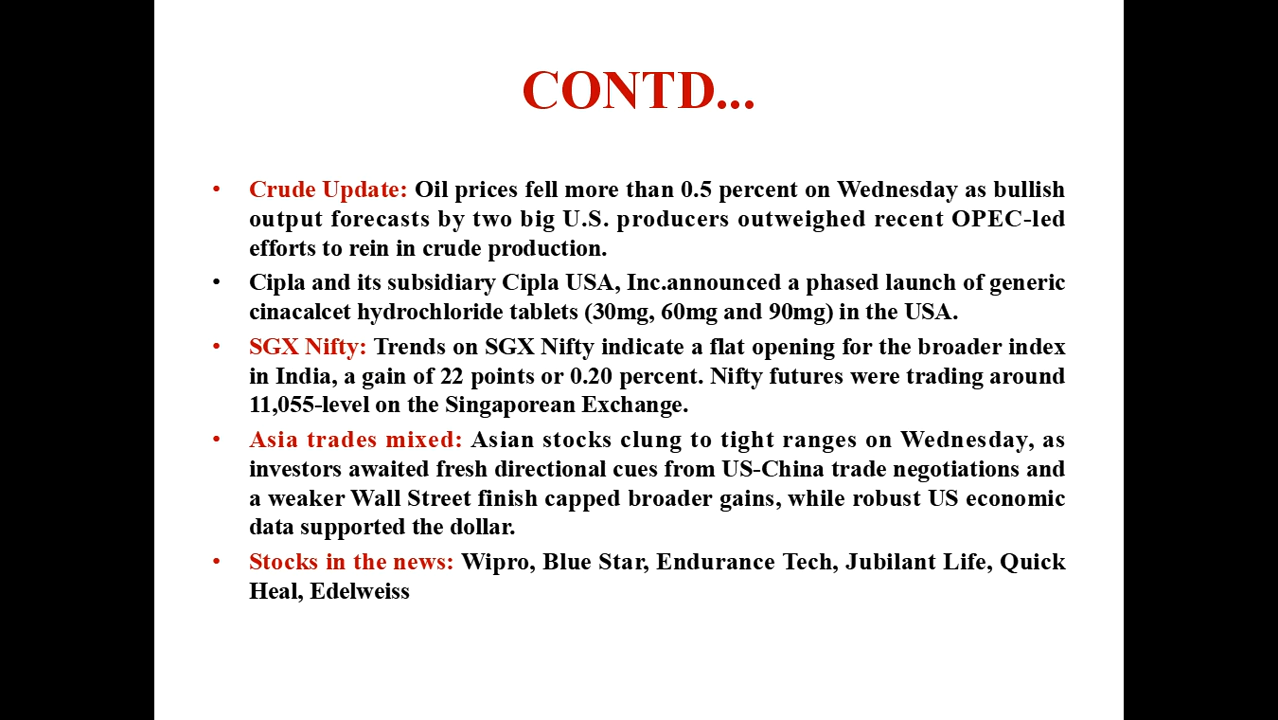 CONTD...
• Crude Update: Oil prices fell more than 0.5 percent on Wednesday as bullish
output forecasts by two big U.S. producers outweighed recent OPEC-led
efforts to rein in crude production.
• Cipla and its subsidiary Cipla USA, Inc.announced a phased launch of generic
cinacalcet hydrochloride tablets (30mg, 60mg and 90mg) in the USA.
• SGX Nifty: Trends on SGX Nifty indicate a flat opening for the broader index
in India, a gain of 22 points or 0.20 percent. Nifty futures were trading around
11,055-level on the Singaporean Exchange.
• Asia trades mixed: Asian stocks clung to tight ranges on Wednesday, as
investors awaited fresh directional cues from US-China trade negotiations and
a weaker Wall Street finish capped broader gains, while robust US economic
data supported the dollar.
• Stocks in the news: Wipro, Blue Star, Endurance Tech, Jubilant Life, Quick
Heal, Edelweiss